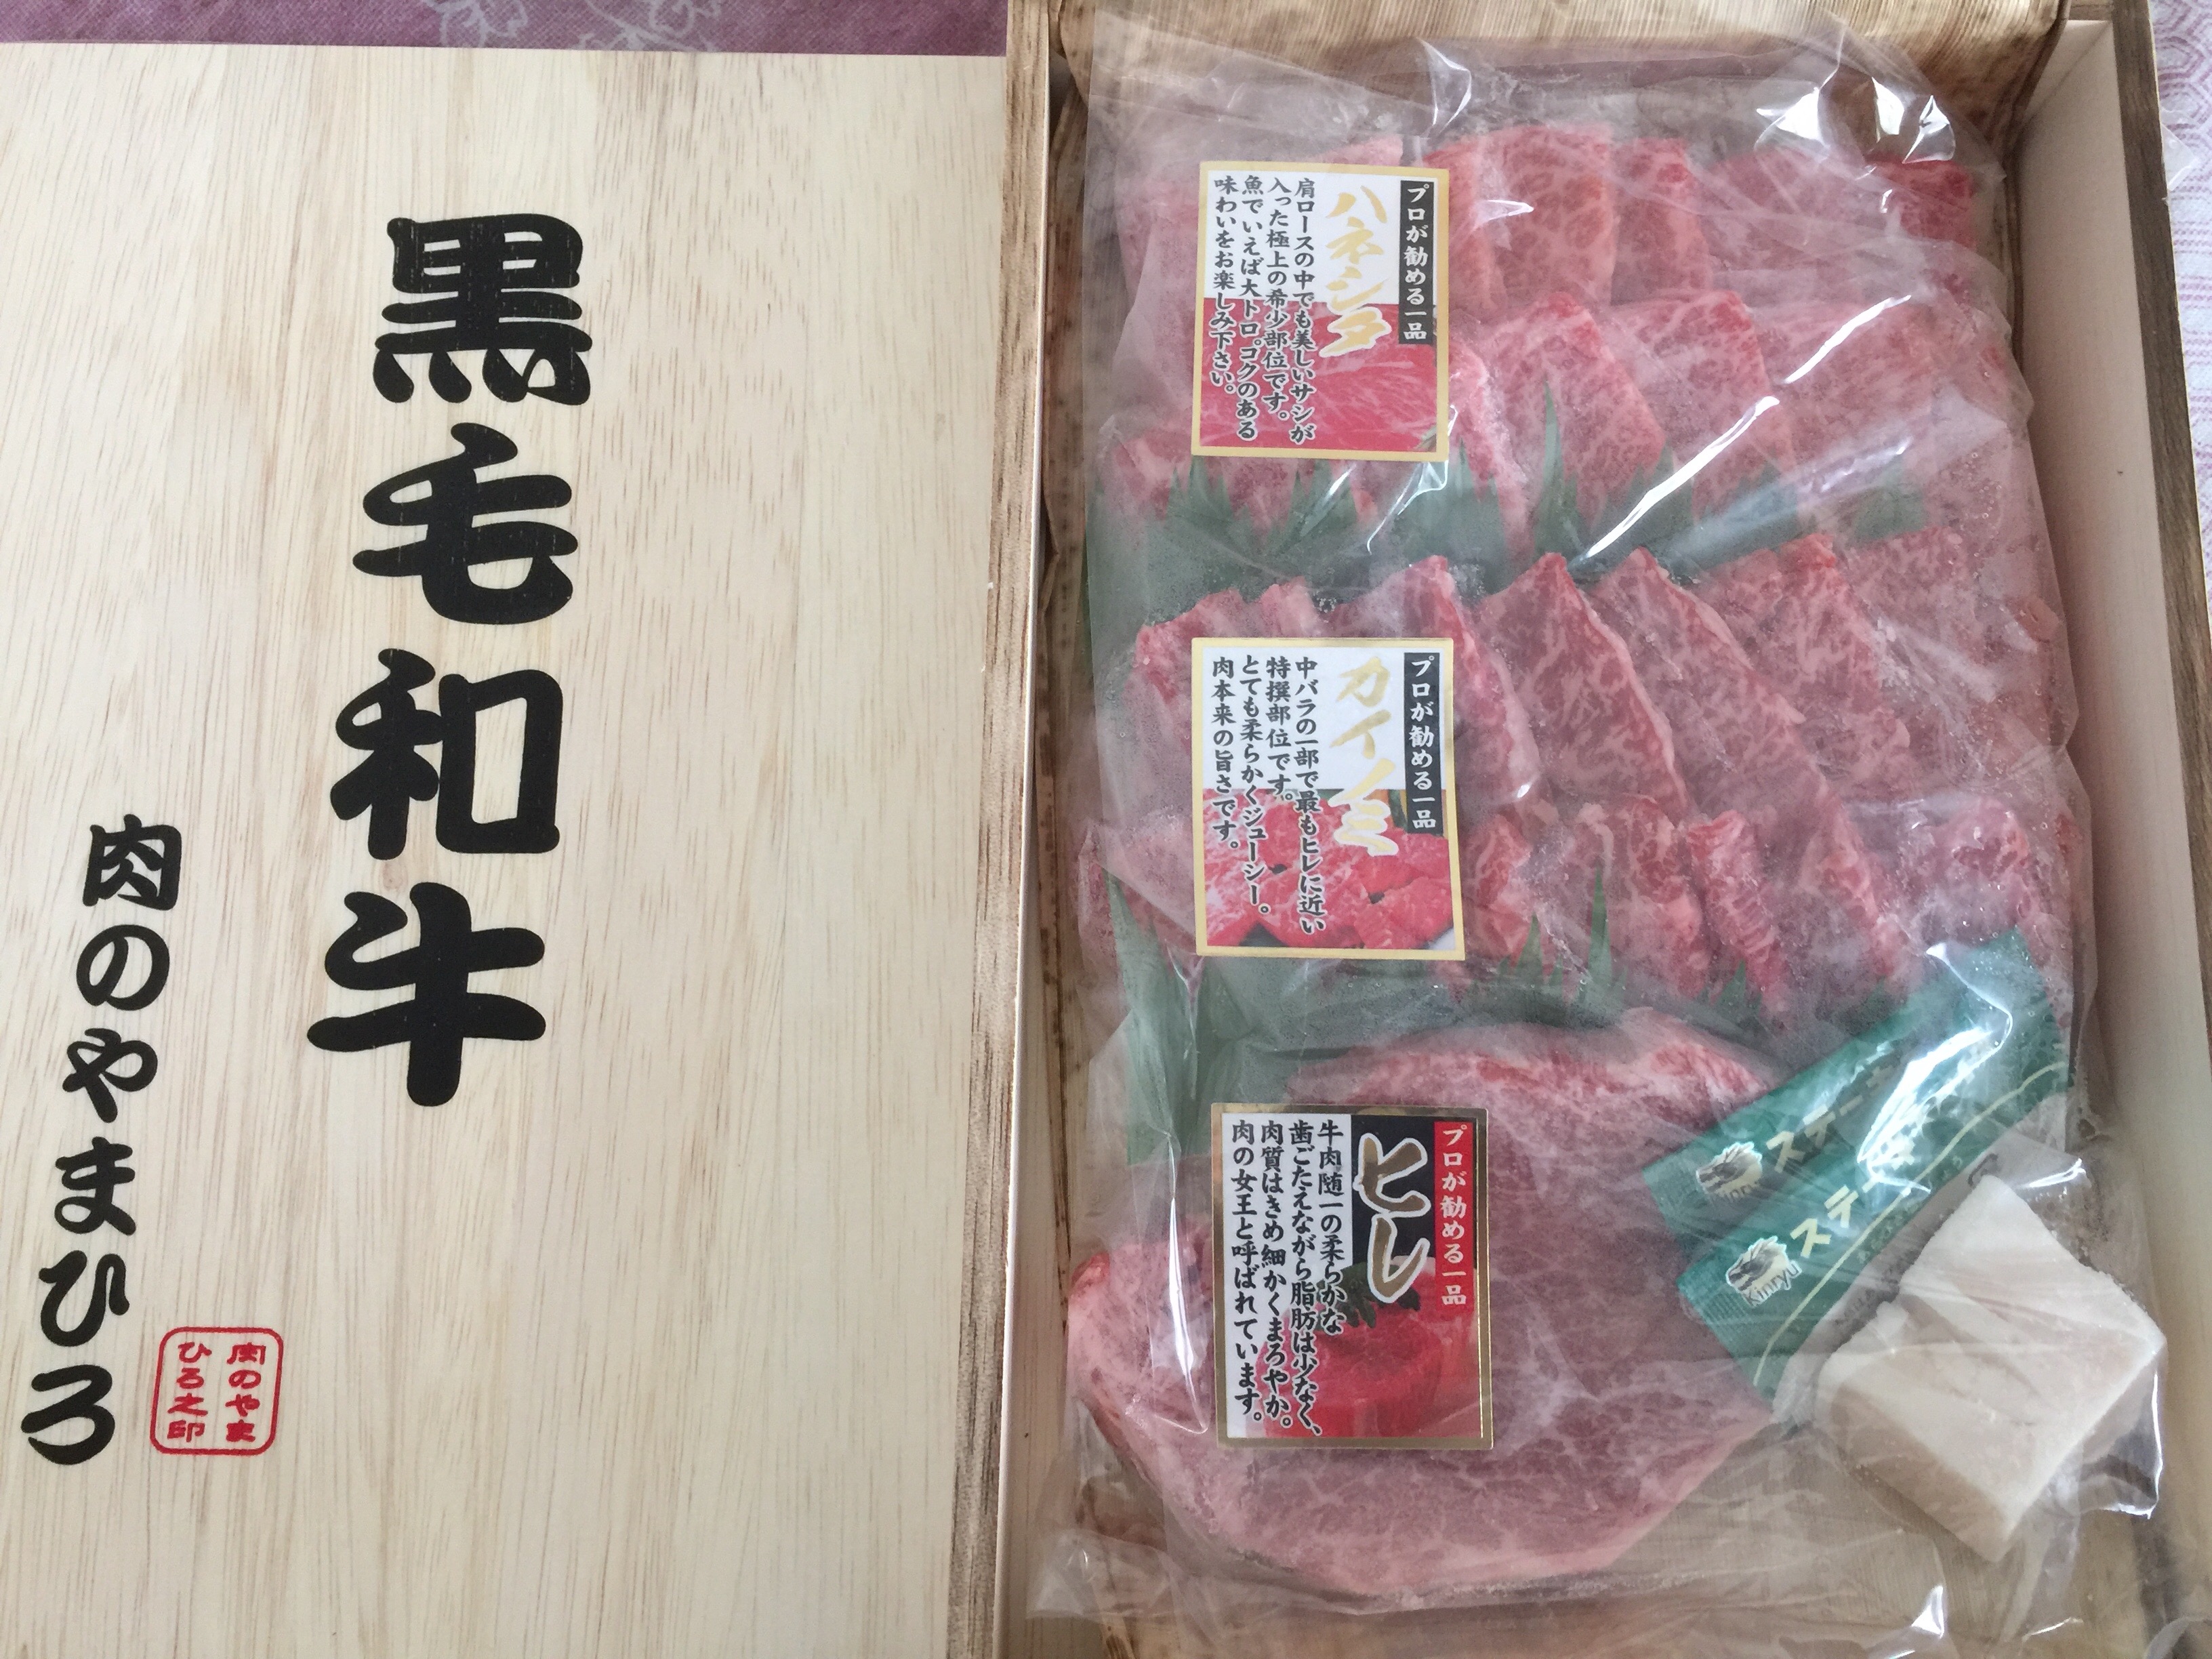 黒毛和牛
肉のやまひろ
肉のやま
ひろ之印
プロが勧める一品
ハネシタ
肩ロースの中でも美しいサシが
入った極上の希少部位です。
魚でいえば大トロ。コクのある
味わいをお楽しみ下さい。
プロが勧める一品
カイノミ
中バラの一部で最もヒレに近い
特撰部位です。
とても柔らかくジューシー。
肉本来の旨さです。
プロが勧める一品
ヒレ
牛肉随一の柔らかな
歯ごたえながら脂肪は少なく、
肉質はきめ細かくまろやか。
肉の女王と呼ばれています。
ステーキ
ステーキ
Kinryu